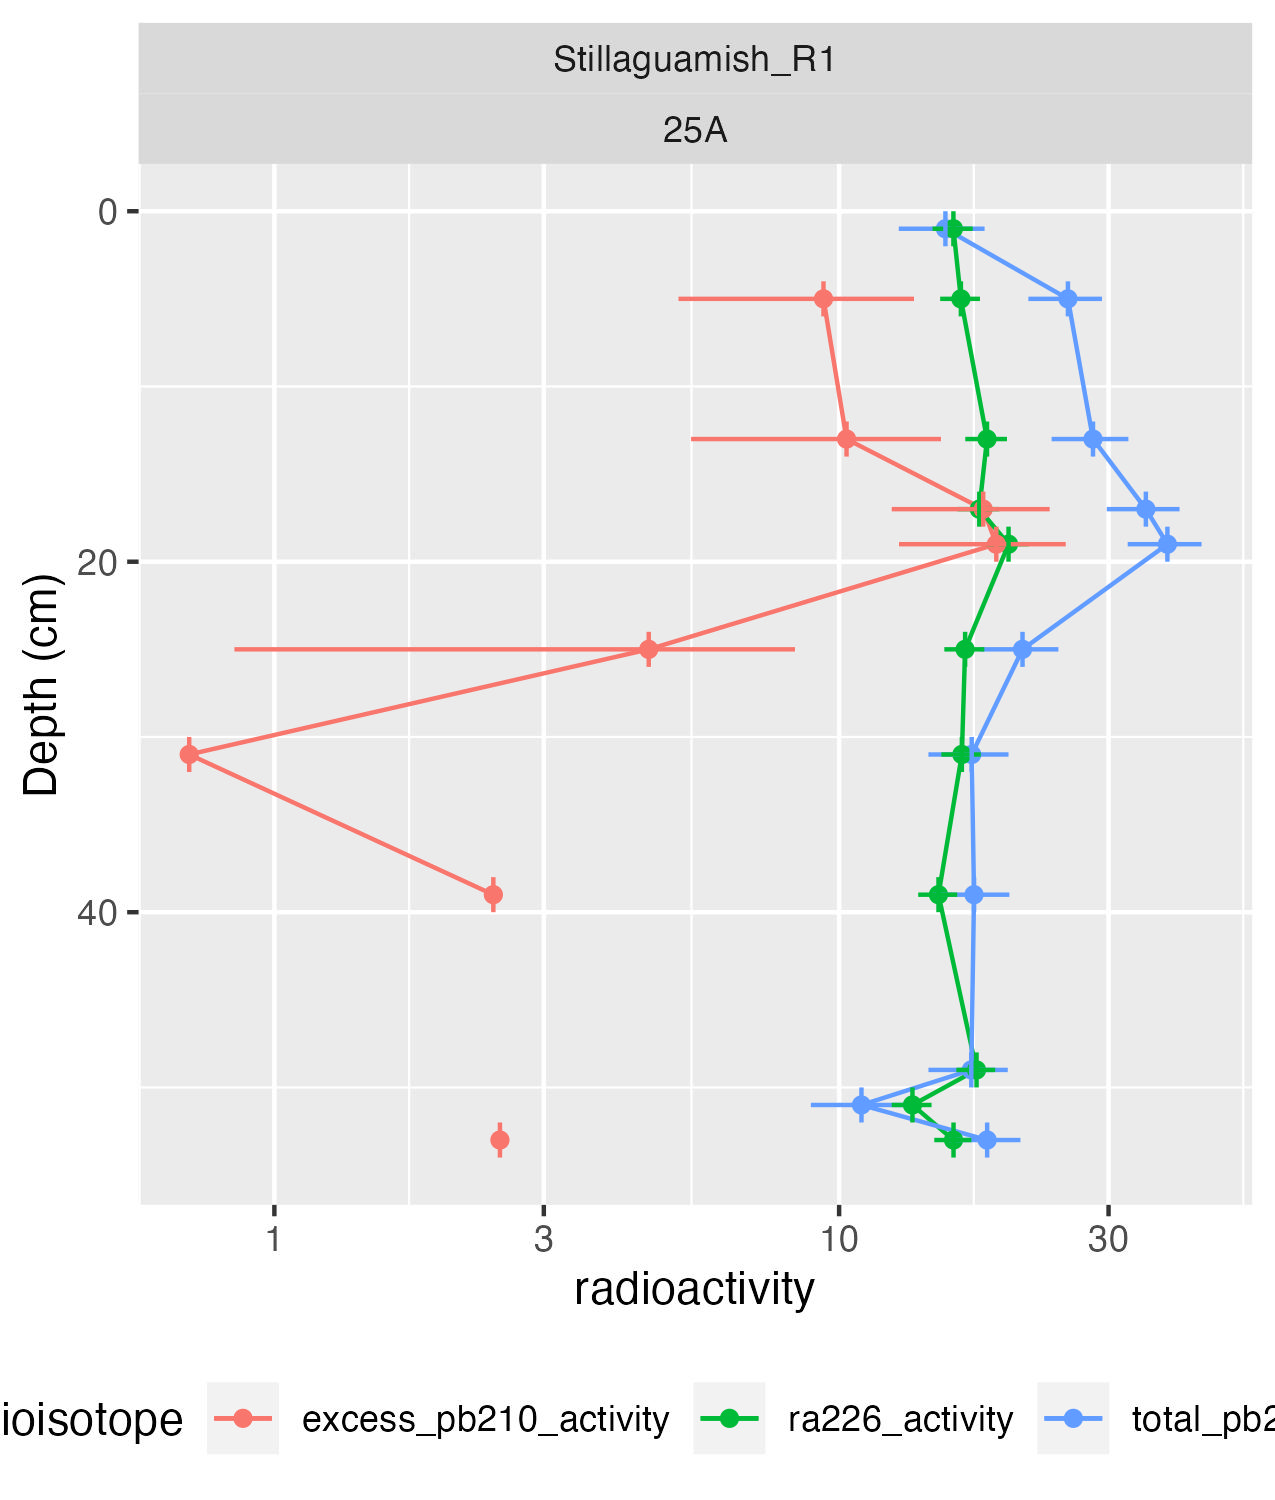 Stillaguamish_R1
25A
0
20
40
Depth (cm)
1 3 10 30
radioactivity
ioisotope excess_pb210_activity ra226_activity total_pb2